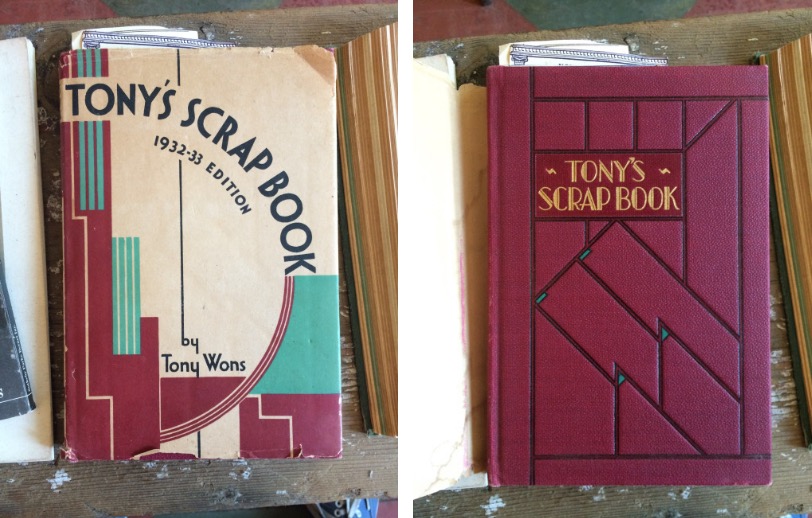 TONY'S SCRAP BOOK
1932-33 EDITION
by
Tony Wons
TONY'S
SCRAP BOOK